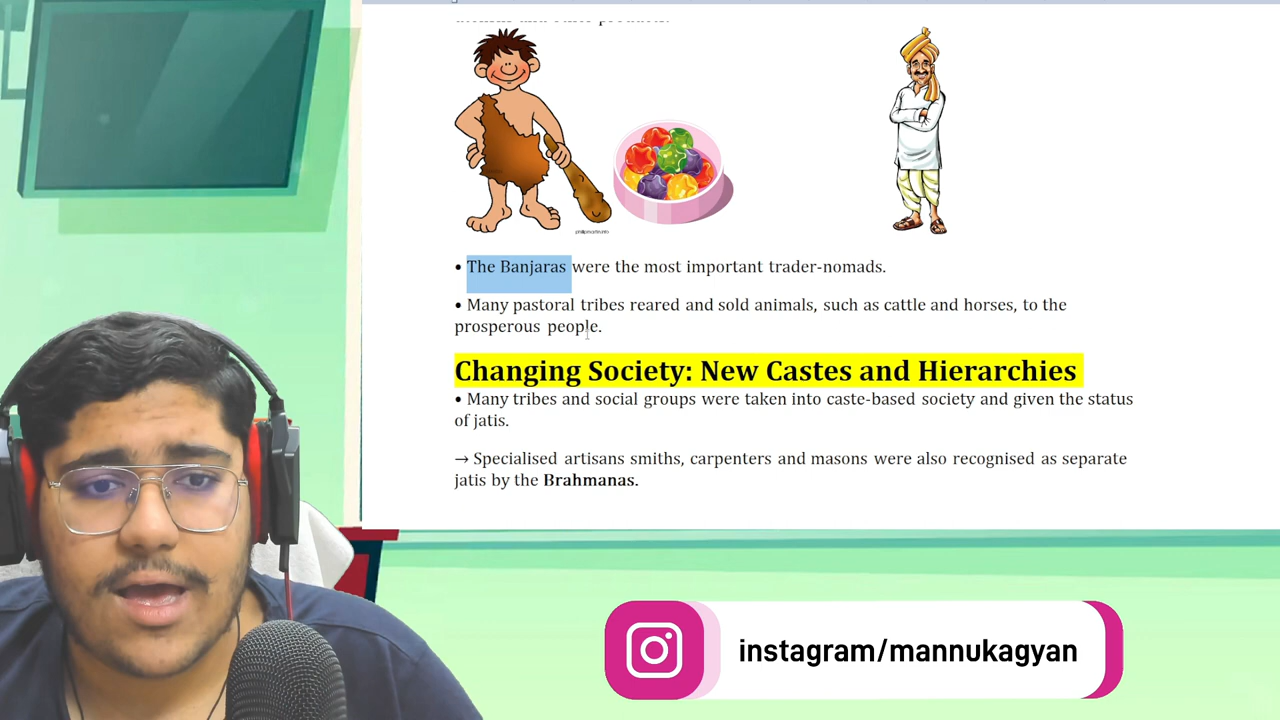 • The Banjaras were the most important trader-nomads.
• Many pastoral tribes reared and sold animals, such as cattle and horses, to the
prosperous people.
Changing Society: New Castes and Hierarchies
• Many tribes and social groups were taken into caste-based society and given the status
of jatis.
→ Specialised artisans smiths, carpenters and masons were also recognised as separate
jatis by the Brahmanas.
instagram/mannukagyan